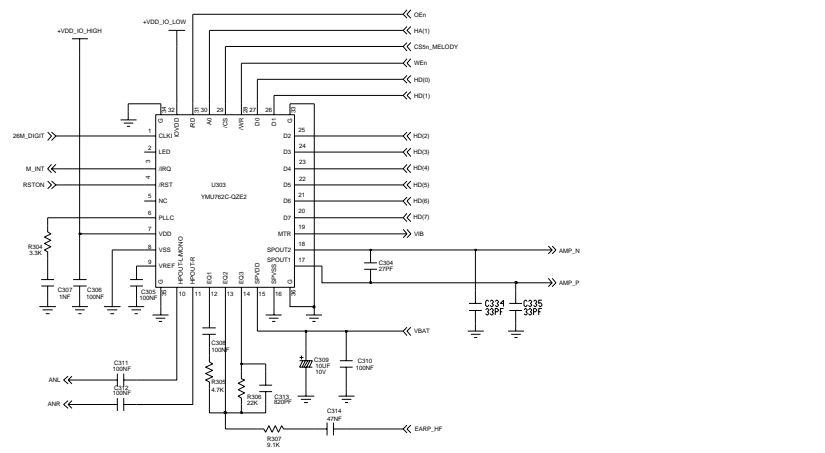 OEn
+VDD_IO_LOW
HA(1)
+VDD_IO_HIGH
CS5n_MELODY
WEn
HD(0)
HD(1)
34 32 31 30 29 28 27 26 33
G IOVDD /RD A0 /CS /WR D0 D1 G
26M_DIGIT 1 CLKI D2 25 HD(2)
2 LED D3 24 HD(3)
M_INT 3 /IRQ D4 23 HD(4)
RSTON 4 /RST D5 22 HD(5)
U303
YMU762C-QZE2
5 NC D6 21 HD(6)
6 PLLC D7 20 HD(7)
7 VDD MTR 19 VIB
8 VSS SPOUT2 18 AMP_N
9 VREF SPOUT1 17 AMP_P
R304
3.3K
C304
27PF
G HPOUT-L/MONO HPOUT-R EQ1 EQ2 EQ3 SPVDD SPVSS G
35 10 11 12 13 14 15 16 36
C307
1NF
C306
100NF
C305
100NF
C334
33PF
C335
33PF
VBAT
C308
100NF
C309
10UF
10V
C310
100NF
C311
100NF
ANL
R305
4.7K
R306
22K
C313
820PF
C312
100NF
ANR
C314
47NF
EARP_HF
R307
9.1K